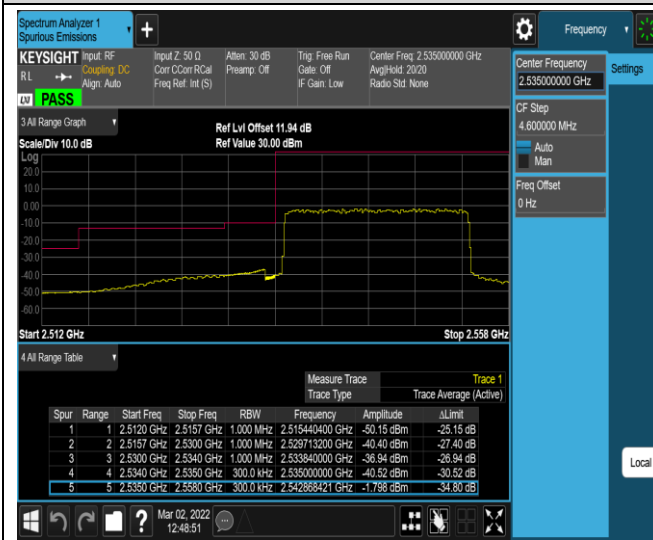 Spectrum Analyzer 1
Spurious Emissions
+
Frequency
KEYSIGHT
Input: RF
Input Z: 50 Ω
Atten: 30 dB
Trig: Free Run
Center Freq: 2.535000000 GHz
RL
Coupling: DC
Corr CCorr RCal
Preamp: Off
Gate: Off
Avg|Hold: 20/20
Align: Auto
Freq Ref: Int (S)
IF Gain: Low
Radio Std: None
LXI PASS
Center Frequency
2.535000000 GHz
Settings
CF Step
4.600000 MHz
Auto
Man
Freq Offset
0 Hz
3 All Range Graph
Ref Lvl Offset 11.94 dB
Scale/Div 10.0 dB
Ref Value 30.00 dBm
Log
20.0
10.0
0.00
-10.0
-20.0
-30.0
-40.0
-50.0
-60.0
Start 2.512 GHz
Stop 2.558 GHz
4 All Range Table
Measure Trace Trace 1
Trace Type Trace Average (Active)
Spur Range Start Freq Stop Freq RBW Frequency Amplitude ΔLimit
1 1 2.5120 GHz 2.5157 GHz 1.000 MHz 2.515440400 GHz -50.15 dBm -25.15 dB
2 2 2.5157 GHz 2.5300 GHz 1.000 MHz 2.529713200 GHz -40.40 dBm -27.40 dB
3 3 2.5300 GHz 2.5340 GHz 1.000 MHz 2.533840000 GHz -36.94 dBm -26.94 dB
4 4 2.5340 GHz 2.5350 GHz 300.0 kHz 2.535000000 GHz -40.52 dBm -30.52 dB
5 5 2.5350 GHz 2.5580 GHz 300.0 kHz 2.542868421 GHz -1.798 dBm -34.80 dB
Local
?
Mar 02, 2022
12:48:51